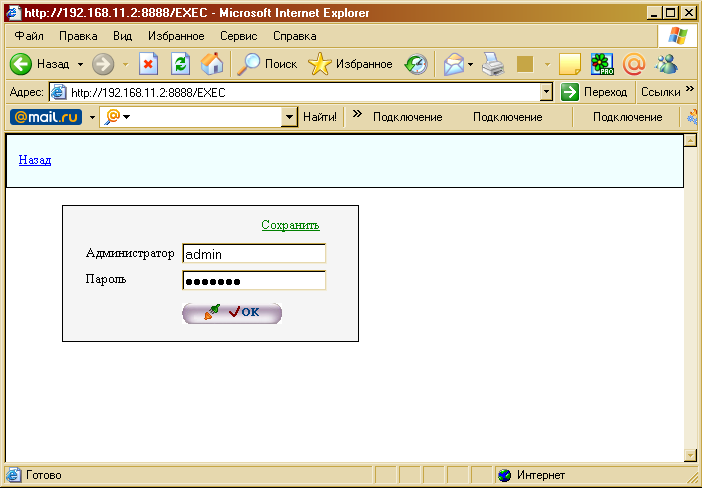 http://192.168.11.2:8888/EXEC - Microsoft Internet Explorer
Файл Правка Вид Избранное Сервис Справка
Назад Поиск Избранное PRO
Адрес: http://192.168.11.2:8888/EXEC Переход Ссылки »
@mail.ru @ Найти! » Подключение Подключение Подключение
Назад
Сохранить
Администратор admin
Пароль •••••••
OK
Готово Интернет